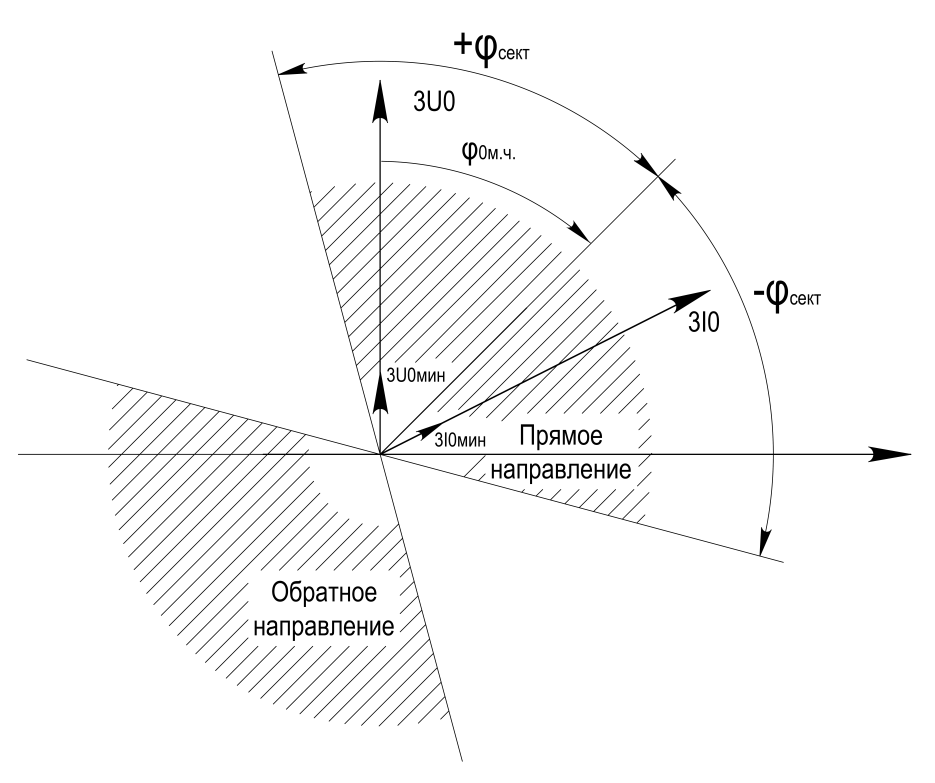 +φсект
3U0
φ0м.ч.
-φсект
3I0
3U0мин
3I0мин
Прямое
направление
Обратное
направление